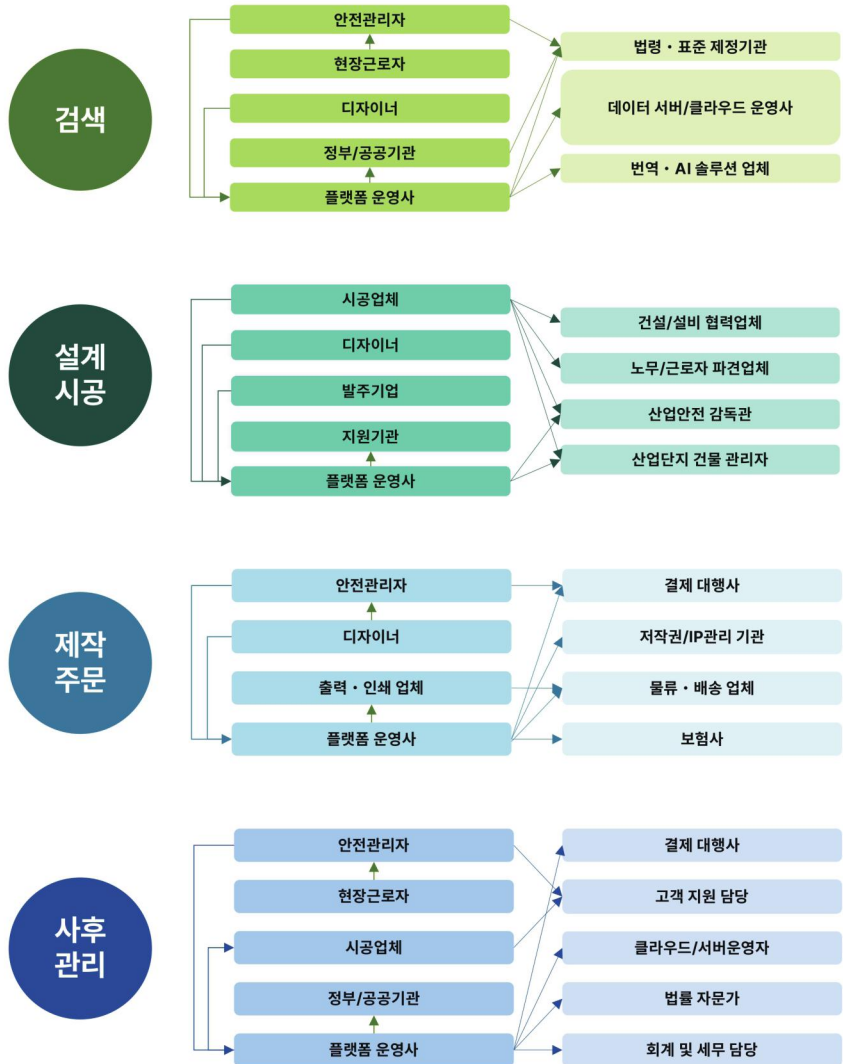 검색
안전관리자
현장근로자
디자이너
정부/공공기관
플랫폼 운영사
법령・표준 제정기관
데이터 서버/클라우드 운영사
번역・AI 솔루션 업체
설계
시공
시공업체
디자이너
발주기업
지원기관
플랫폼 운영사
건설/설비 협력업체
노무/근로자 파견업체
산업안전 감독관
산업단지 건물 관리자
제작
주문
안전관리자
디자이너
출력・인쇄 업체
플랫폼 운영사
결제 대행사
저작권/IP관리 기관
물류・배송 업체
보험사
사후
관리
안전관리자
현장근로자
시공업체
정부/공공기관
플랫폼 운영사
결제 대행사
고객 지원 담당
클라우드/서버운영자
법률 자문가
회계 및 세무 담당